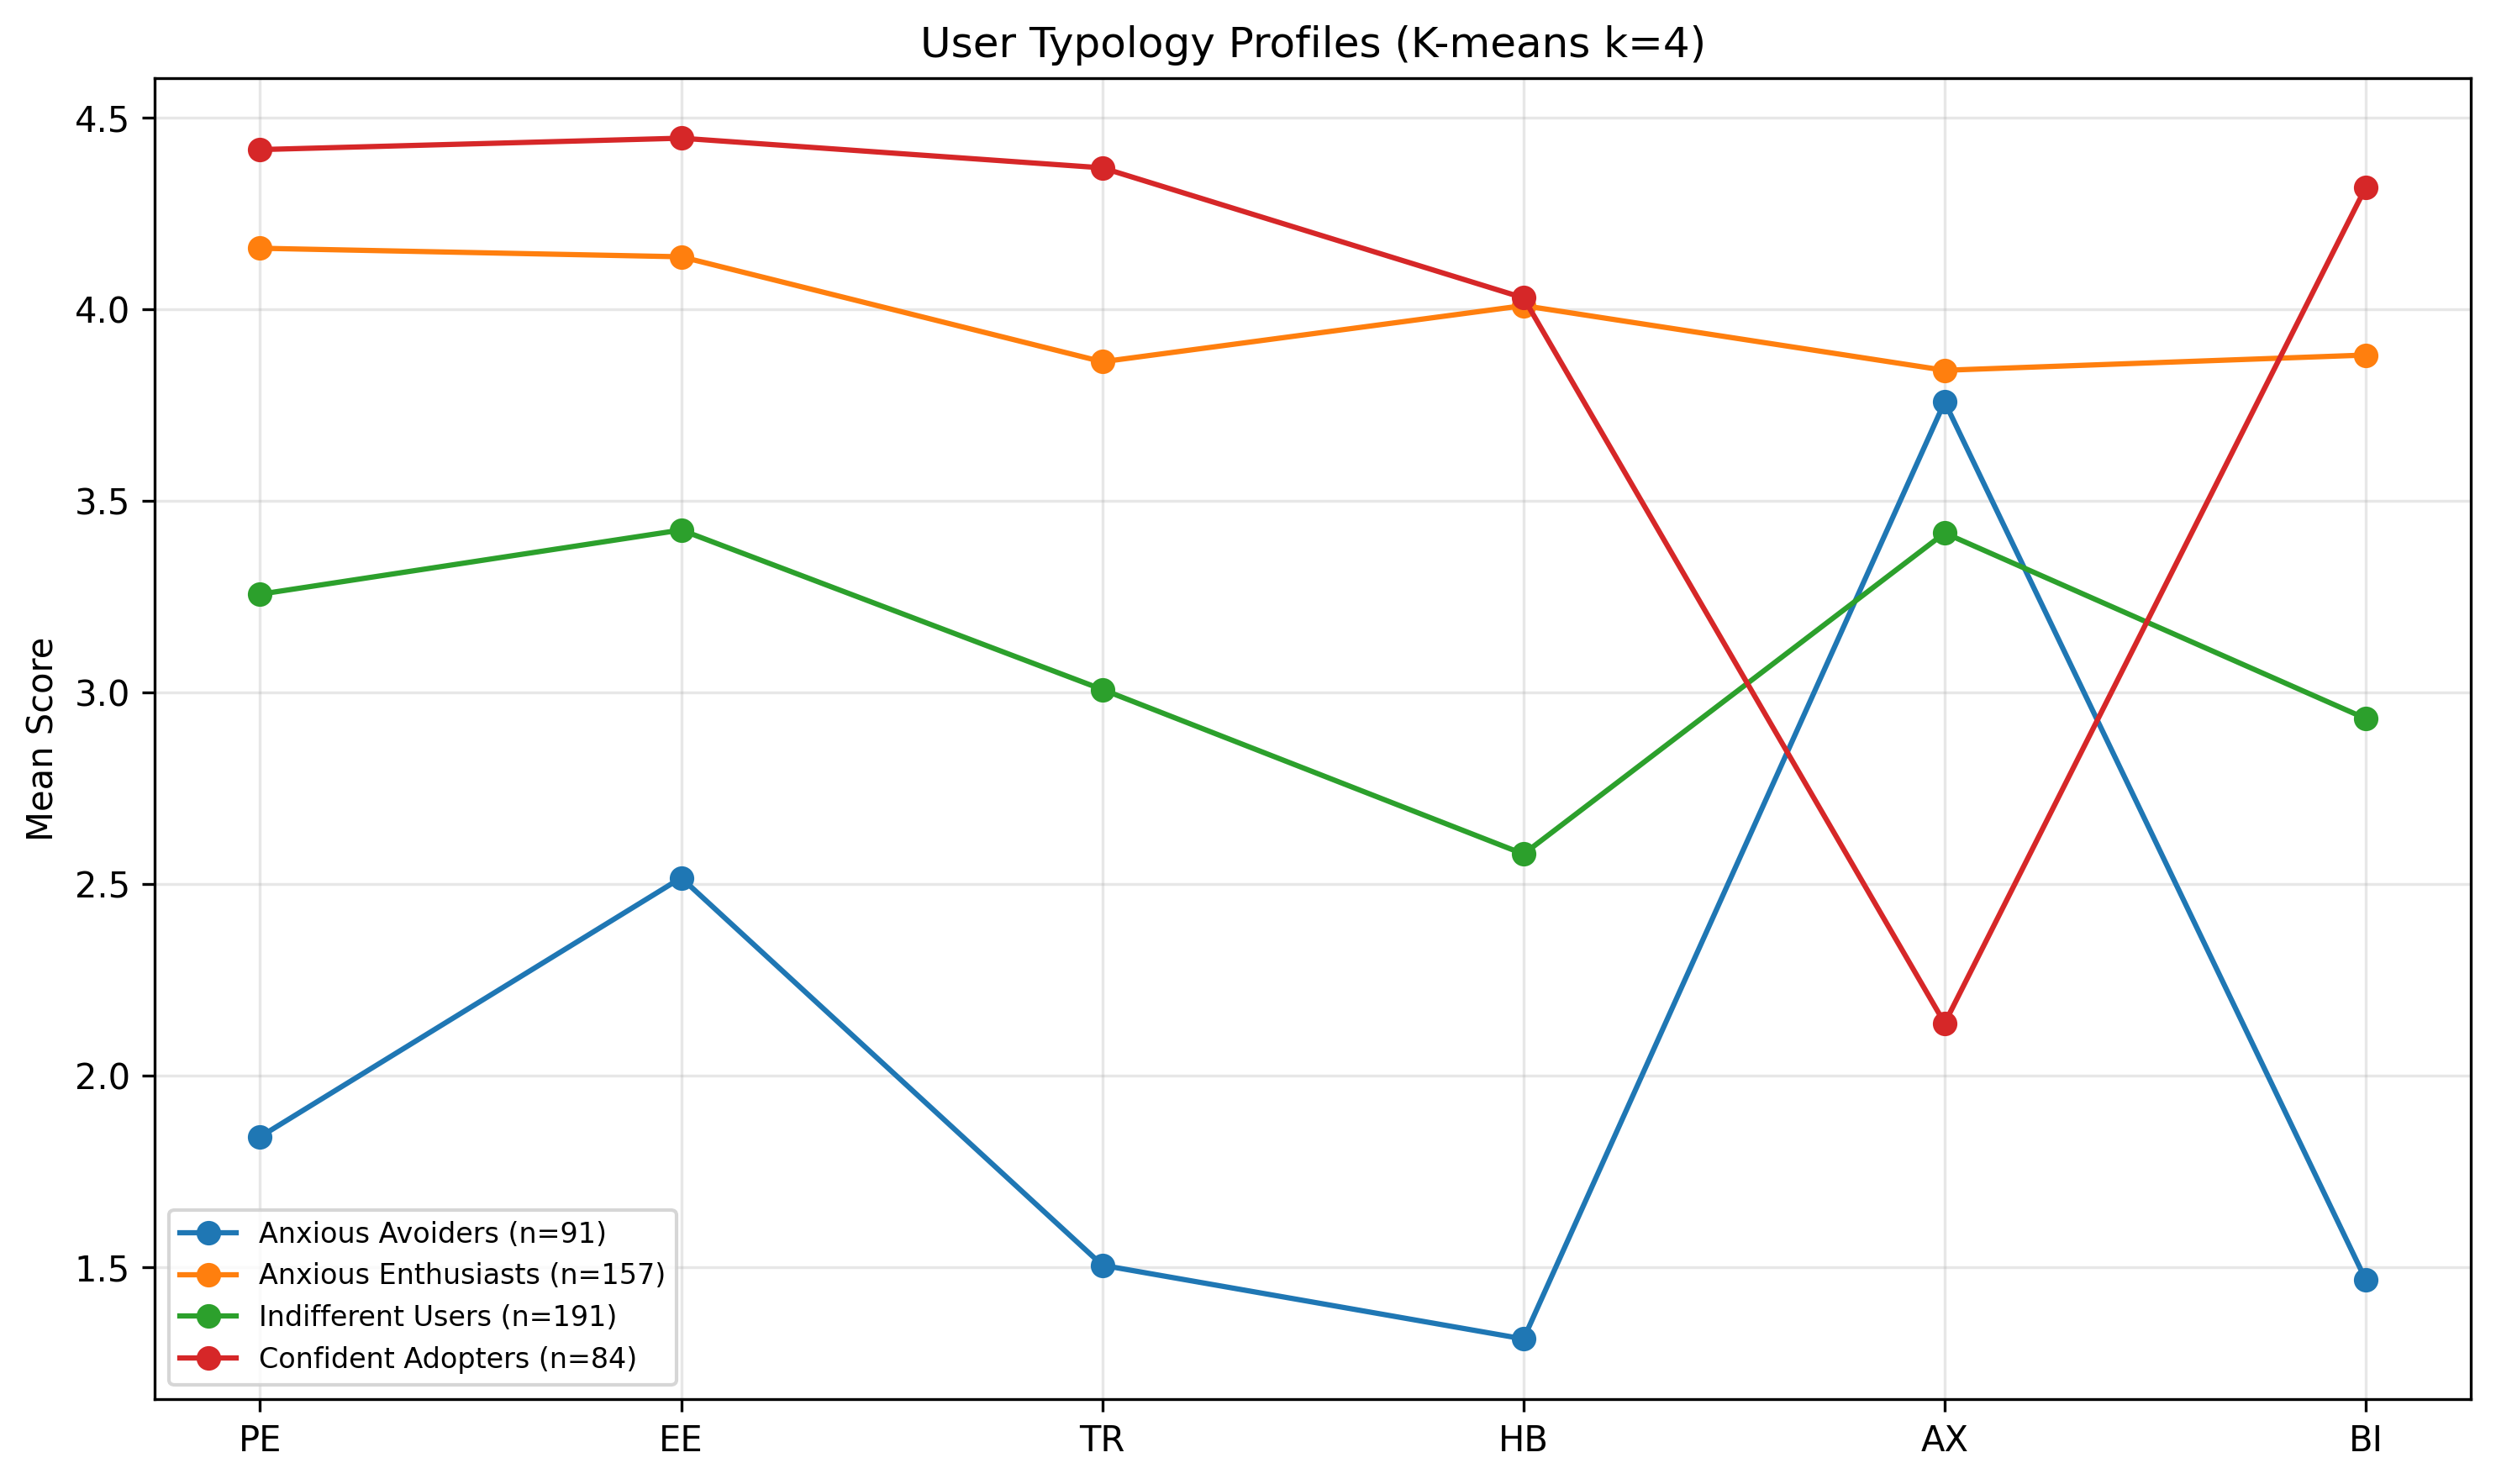 User Typology Profiles (K-means k=4)
Mean Score
4.5
4.0
3.5
3.0
2.5
2.0
1.5
Anxious Avoiders (n=91)
Anxious Enthusiasts (n=157)
Indifferent Users (n=191)
Confident Adopters (n=84)
PE EE TR HB AX BI